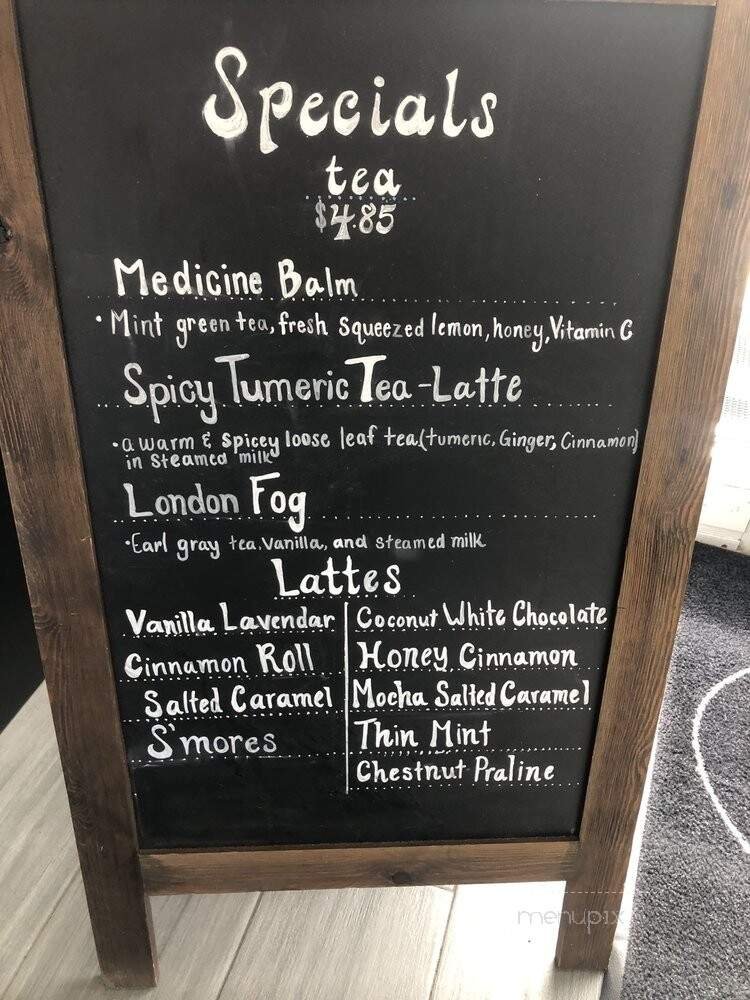 Specials
tea
$4.85
Medicine Balm
• Mint green tea, fresh squeezed lemon, honey, Vitamin C
Spicy Tumeric Tea-Latte
• a warm & spicey loose leaf tea (tumeric, Ginger, Cinnamon)
in steamed milk
London Fog
• Earl gray tea, vanilla, and steamed milk
Lattes
Vanilla Lavendar
Cinnamon Roll
Salted Caramel
S'mores
Coconut White Chocolate
Honey Cinnamon
Mocha Salted Caramel
Thin Mint
Chestnut Praline
menupix